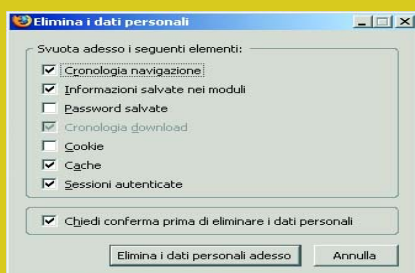 Elimina i dati personali
Svuota adesso i seguenti elementi:
Cronologia navigazione
Informazioni salvate nei moduli
Password salvate
Cronologia download
Cookie
Cache
Sessioni autenticate
Chiedi conferma prima di eliminare i dati personali
Elimina i dati personali adesso
Annulla